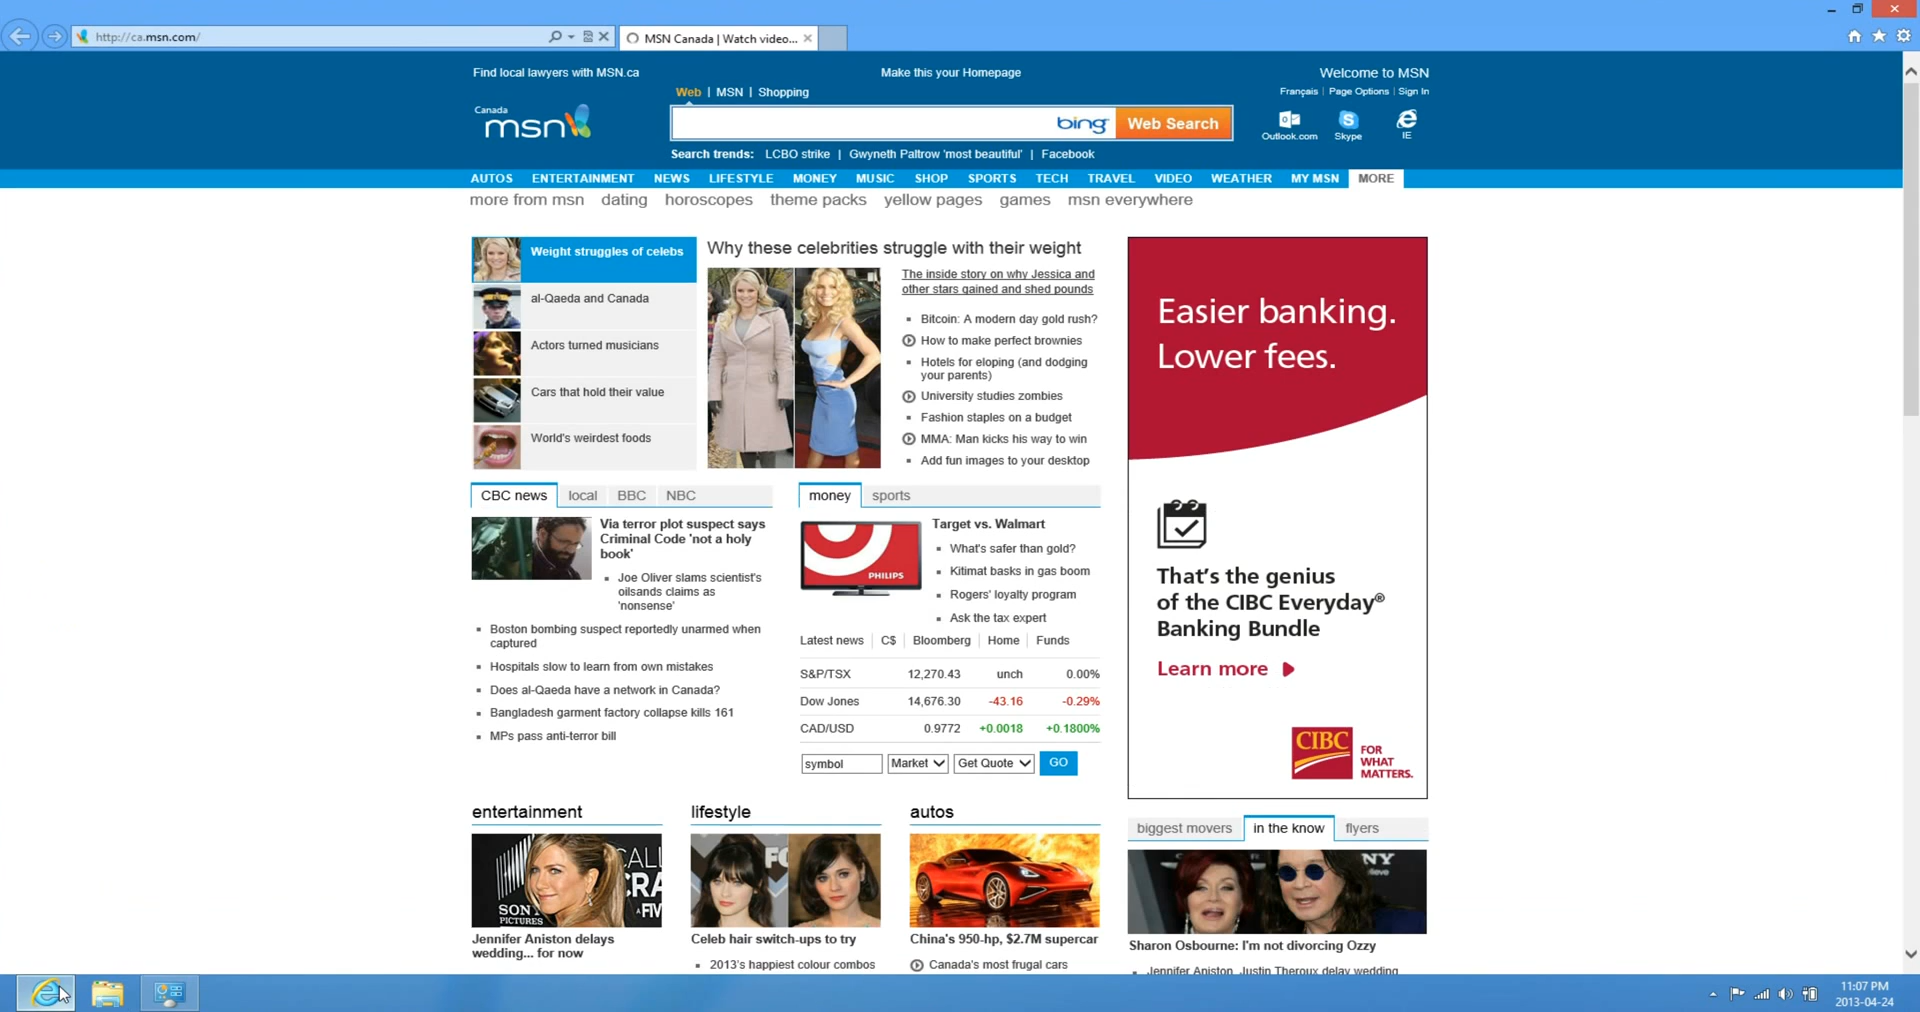 http://ca.msn.com/
MSN Canada | Watch video...
Find local lawyers with MSN.ca
Make this your Homepage
Welcome to MSN
Web | MSN | Shopping
Français | Page Options | Sign In
Canada
msn
bing
Web Search
Outlook.com
Skype
IE
Search trends: LCBO strike | Gwyneth Paltrow 'most beautiful' | Facebook
AUTOS ENTERTAINMENT NEWS LIFESTYLE MONEY MUSIC SHOP SPORTS TECH TRAVEL VIDEO WEATHER MY MSN MORE
more from msn dating horoscopes theme packs yellow pages games msn everywhere
Weight struggles of celebs
al-Qaeda and Canada
Actors turned musicians
Cars that hold their value
World's weirdest foods
Why these celebrities struggle with their weight
The inside story on why Jessica and
other stars gained and shed pounds
Bitcoin: A modern day gold rush?
How to make perfect brownies
Hotels for eloping (and dodging
your parents)
University studies zombies
Fashion staples on a budget
MMA: Man kicks his way to win
Add fun images to your desktop
Easier banking.
Lower fees.
That's the genius
of the CIBC Everyday®
Banking Bundle
Learn more
CIBC
FOR
WHAT
MATTERS.
CBC news local BBC NBC
Via terror plot suspect says
Criminal Code 'not a holy
book'
Joe Oliver slams scientist's
oilsands claims as
'nonsense'
Boston bombing suspect reportedly unarmed when
captured
Hospitals slow to learn from own mistakes
Does al-Qaeda have a network in Canada?
Bangladesh garment factory collapse kills 161
MPs pass anti-terror bill
money sports
PHILIPS
Target vs. Walmart
What's safer than gold?
Kitimat basks in gas boom
Rogers' loyalty program
Ask the tax expert
Latest news | C$ | Bloomberg | Home | Funds
S&P/TSX 12,270.43 unch 0.00%
Dow Jones 14,676.30 -43.16 -0.29%
CAD/USD 0.9772 +0.0018 +0.1800%
symbol Market Get Quote GO
entertainment
SONY
PICTURES
Jennifer Aniston delays
wedding... for now
lifestyle
Celeb hair switch-ups to try
2013's happiest colour combos
autos
China's 950-hp, $2.7M supercar
Canada's most frugal cars
biggest movers in the know flyers
NY
Sharon Osbourne: I'm not divorcing Ozzy
Jennifer Aniston, Justin Theroux delay wedding
11:07 PM
2013-04-24